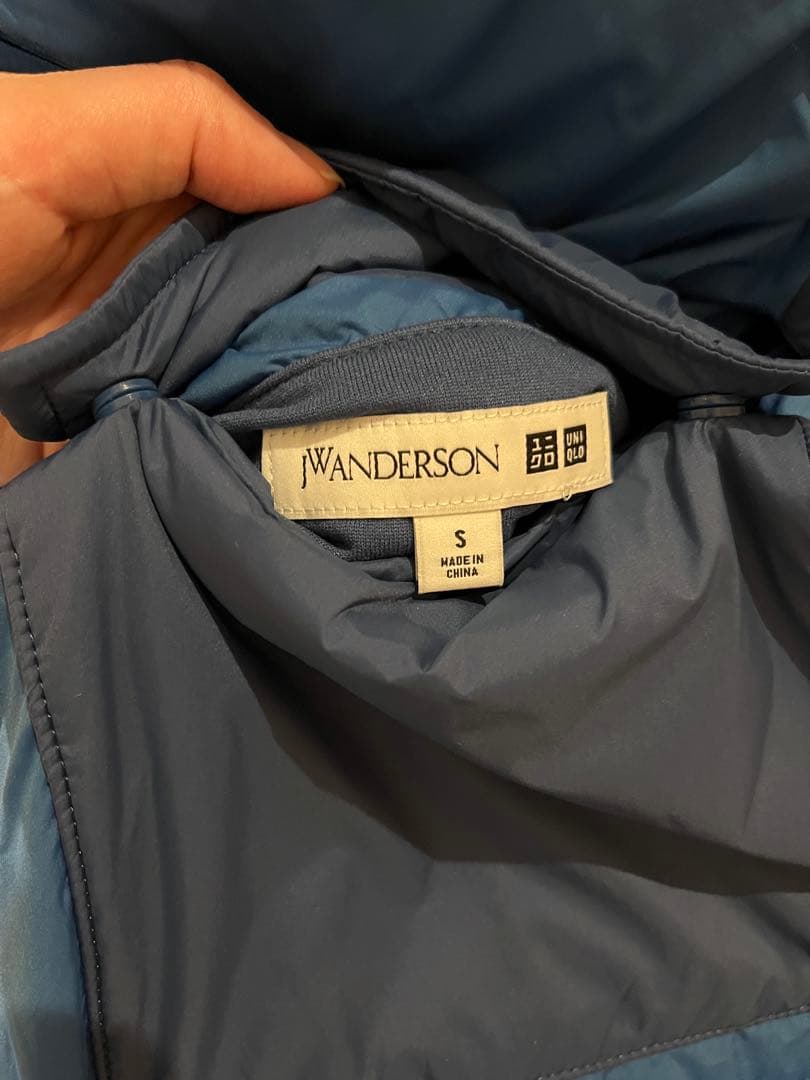 JWANDERSON
ユニ
クロ
UNI
QLO
S
MADE IN
CHINA